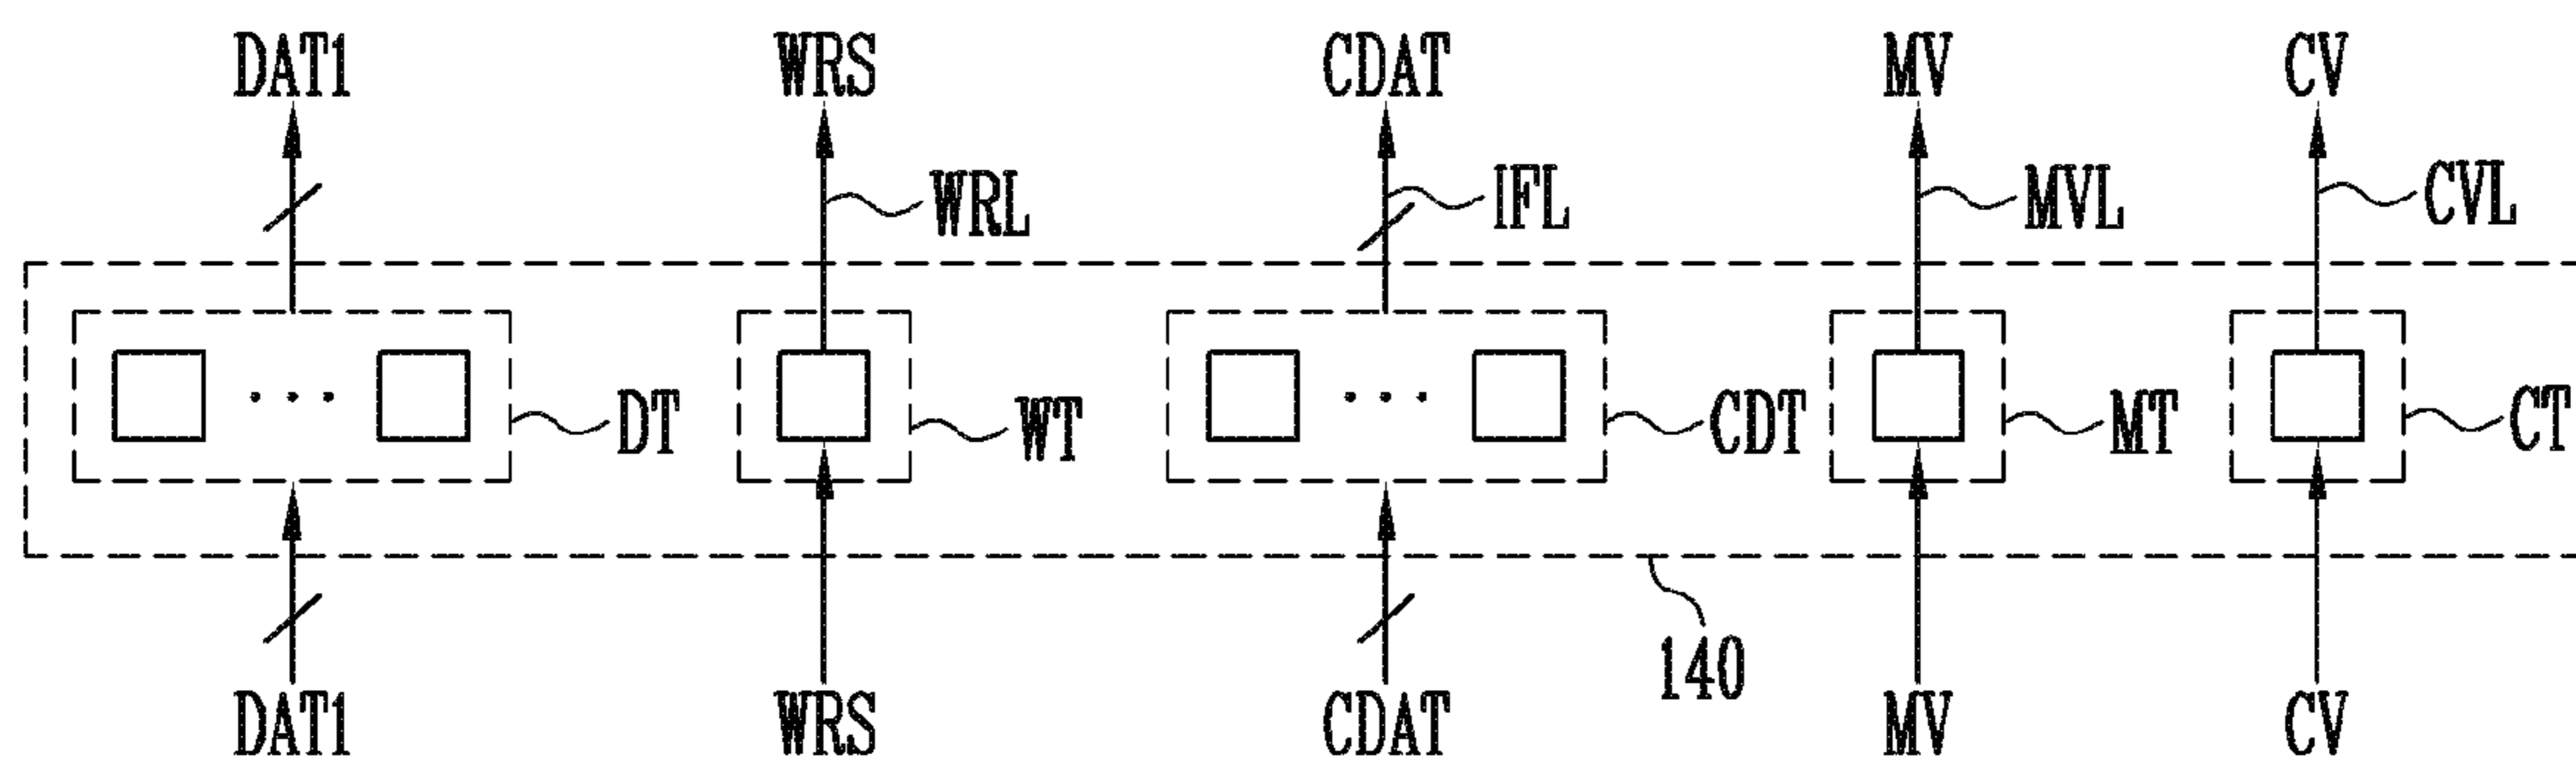 DAT1 WRS CDAT MV CV
WRL IFL MVL CVL
DT WT CDT MT CT
140
DAT1 WRS CDAT MV CV